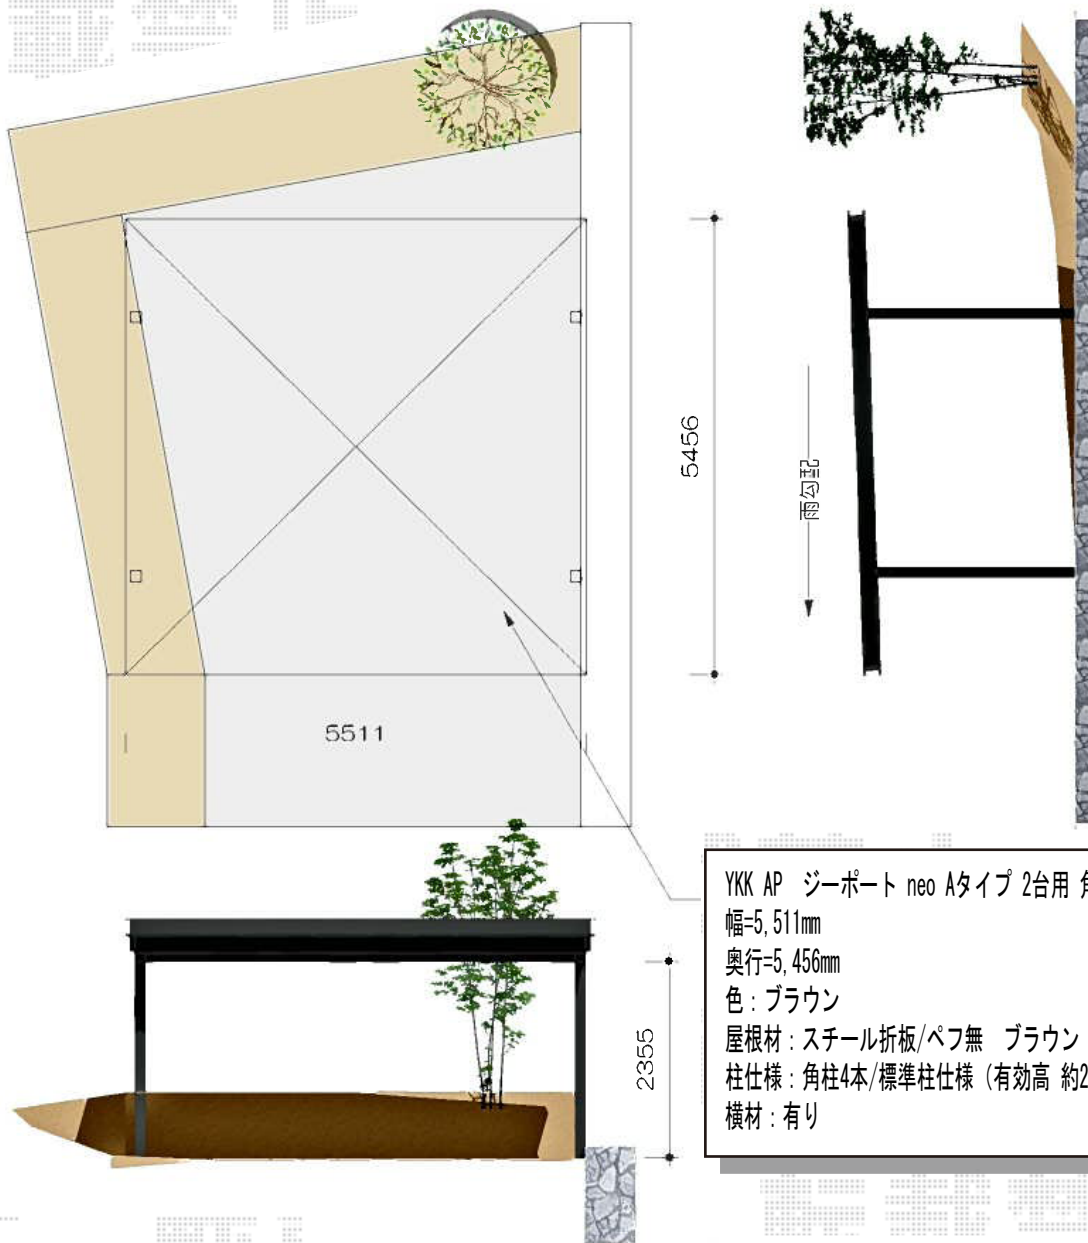 5456
雨勾配
5511
2355
YKK AP ジーポート neo Aタイプ 2台用
幅=5,511mm
奥行=5,456mm
色：ブラウン
屋根材：スチール折板/ペフ無 ブラウン
柱仕様：角柱4本/標準柱仕様（有効高 約2
横材：有り